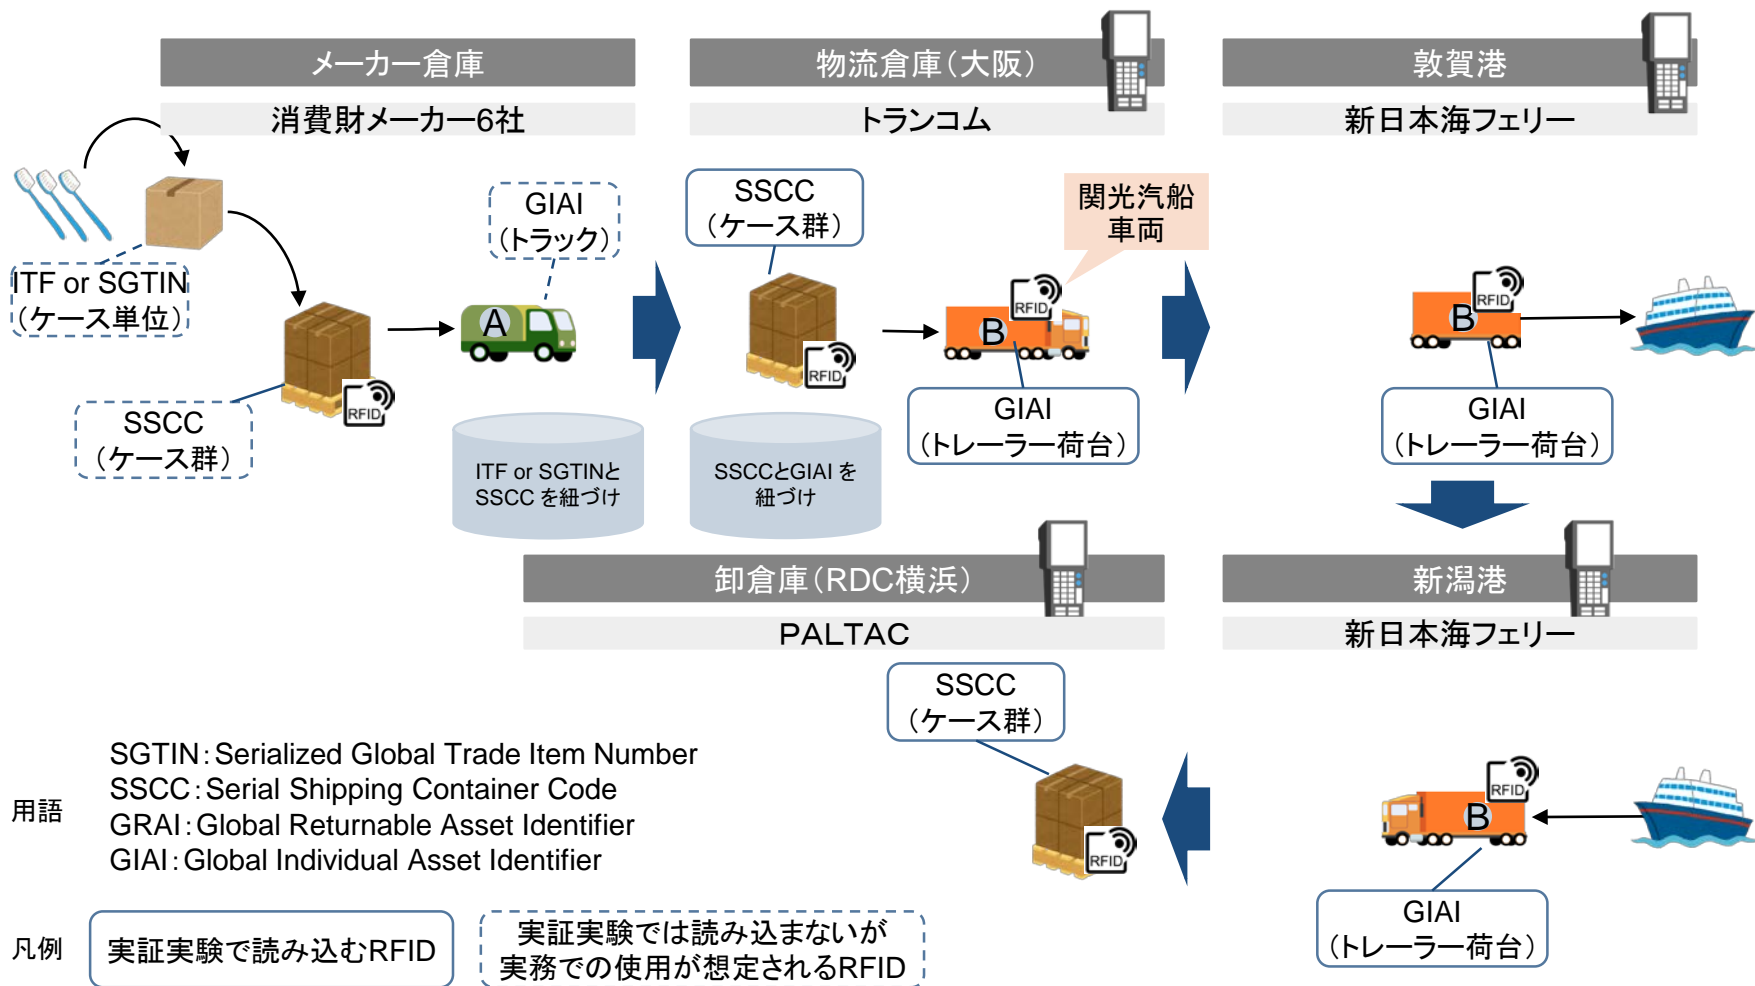 メーカー倉庫
消費財メーカー6社
ITF or SGTIN
（ケース単位）
SSCC
（ケース群）
RFID
GIAI
（トラック）
A
ITF or SGTINと
SSCC を紐づけ
物流倉庫（大阪）
トランコム
SSCC
（ケース群）
RFID
関光汽船
車両
RFID
B
GIAI
（トレーラー荷台）
SSCCとGIAI を
紐づけ
敦賀港
新日本海フェリー
RFID
B
GIAI
（トレーラー荷台）
新潟港
新日本海フェリー
RFID
B
GIAI
（トレーラー荷台）
卸倉庫（RDC横浜）
PALTAC
SSCC
（ケース群）
RFID
用語
SGTIN：Serialized Global Trade Item Number
SSCC：Serial Shipping Container Code
GRAI：Global Returnable Asset Identifier
GIAI：Global Individual Asset Identifier
凡例
実証実験で読み込むRFID
実証実験では読み込まないが
実務での使用が想定されるRFID